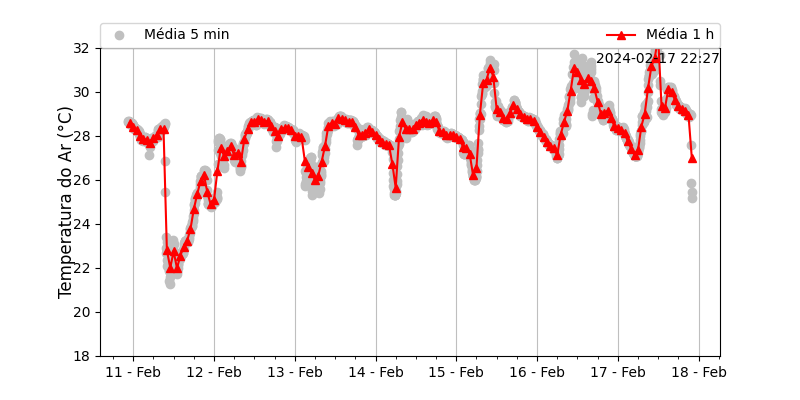 Média 5 min
Média 1 h
2024-02-17 22:27
Temperatura do Ar (°C)
32
30
28
26
24
22
20
18
11 - Feb
12 - Feb
13 - Feb
14 - Feb
15 - Feb
16 - Feb
17 - Feb
18 - Feb